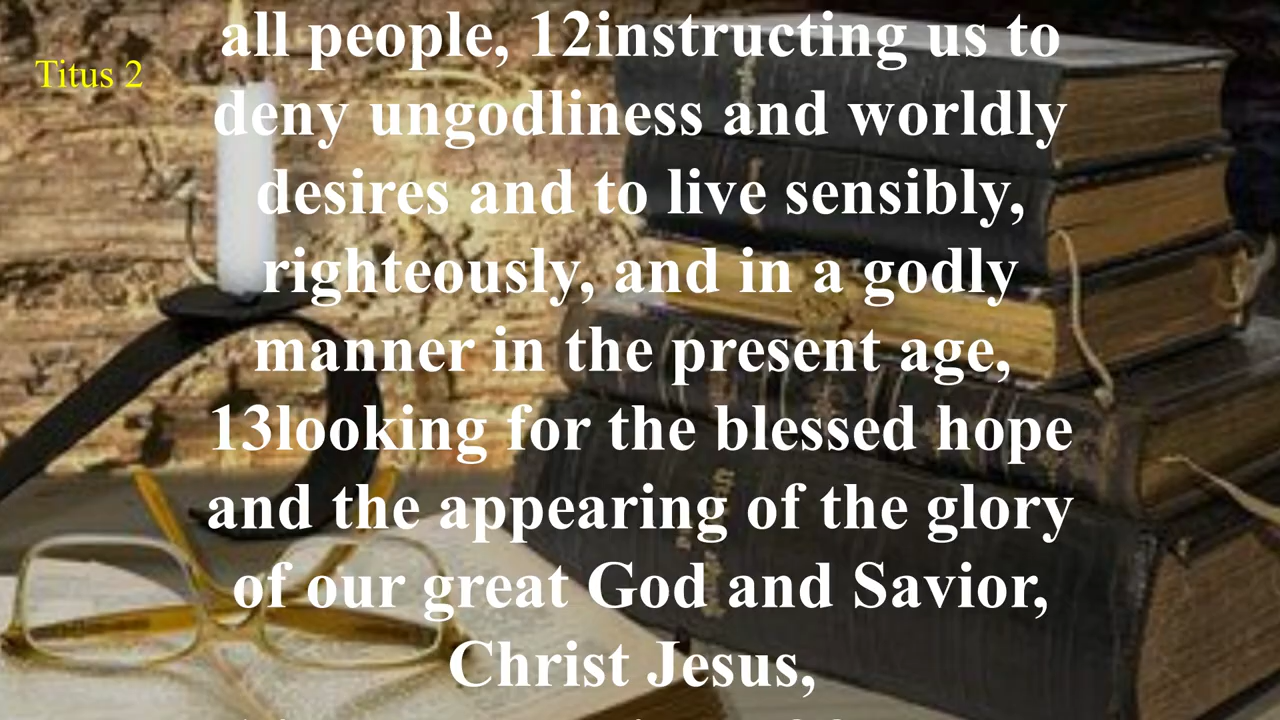 all people, 12instructing us to
Titus 2
deny ungodliness and worldly
desires and to live sensibly,
righteously, and in a godly
manner in the present age,
13looking for the blessed hope
and the appearing of the glory
of our great God and Savior,
Christ Jesus,